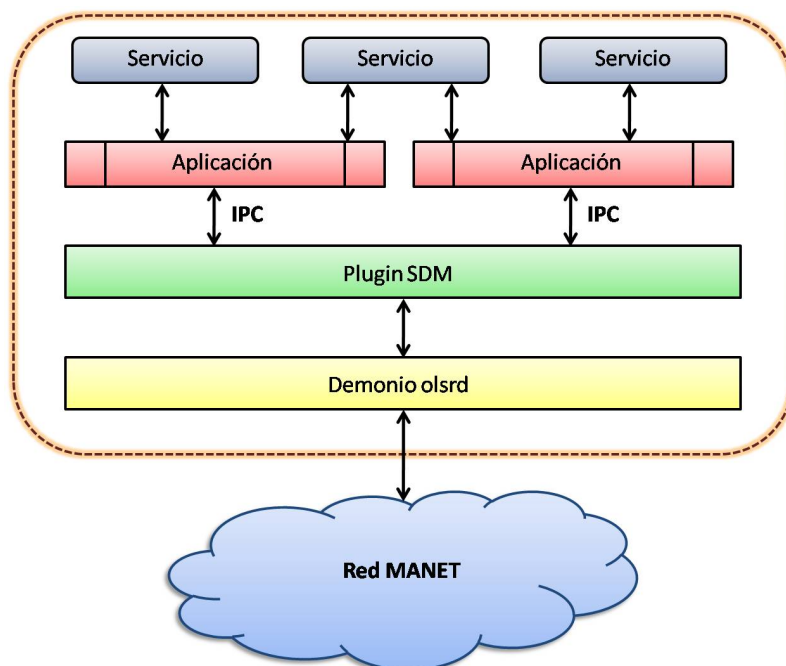 Servicio
Servicio
Servicio
Aplicación
Aplicación
IPC
IPC
Plugin SDM
Demonio olsrd
Red MANET